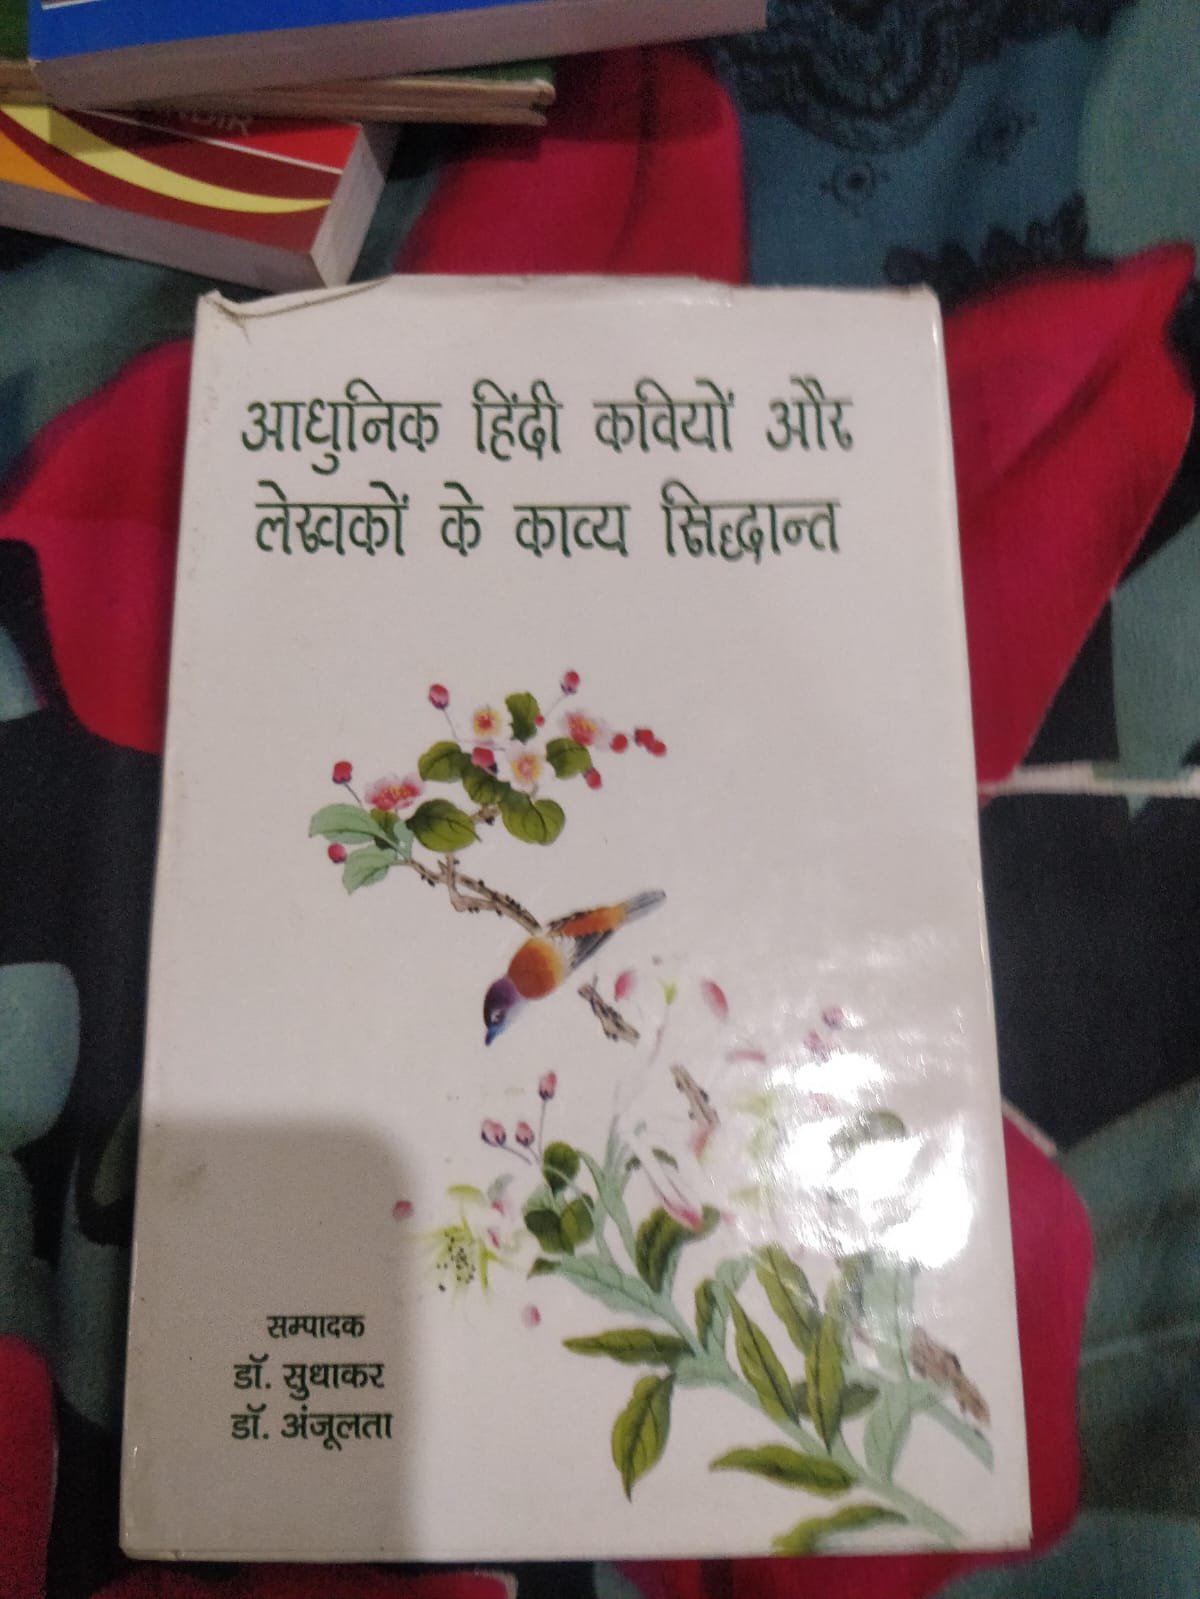 आधुनिक हिंदी कवियों और
लेखकों के काव्य सिद्धान्त
सम्पादक
डॉ. सुधाकर
डॉ. अंजूलता